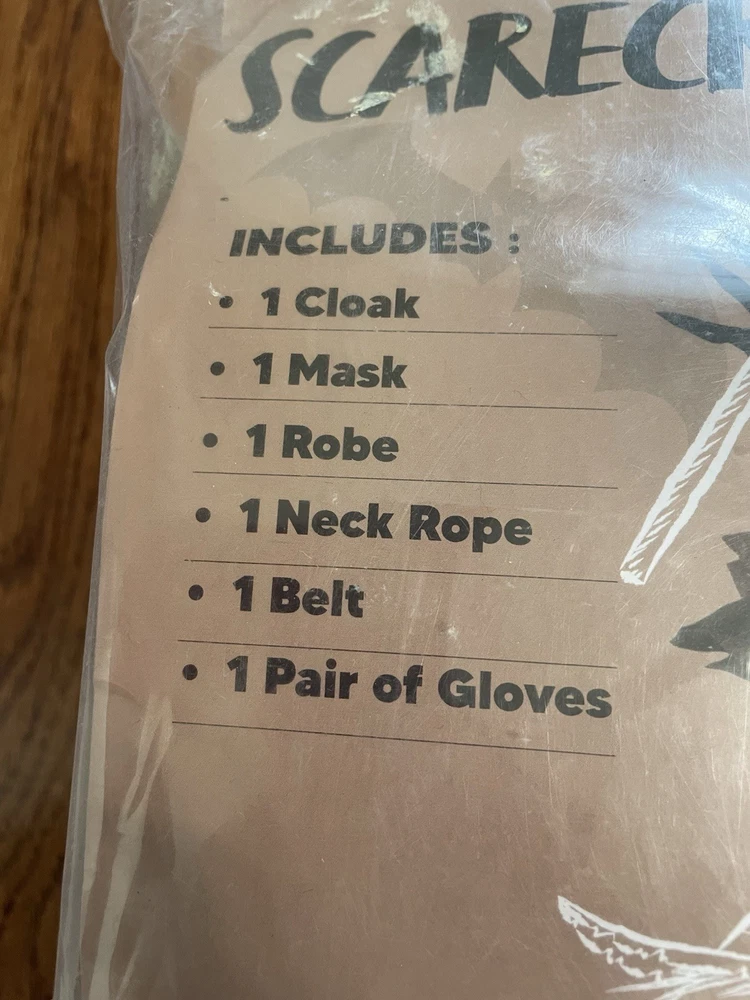 SCAREC
INCLUDES :
• 1 Cloak
• 1 Mask
• 1 Robe
• 1 Neck Rope
• 1 Belt
• 1 Pair of Gloves